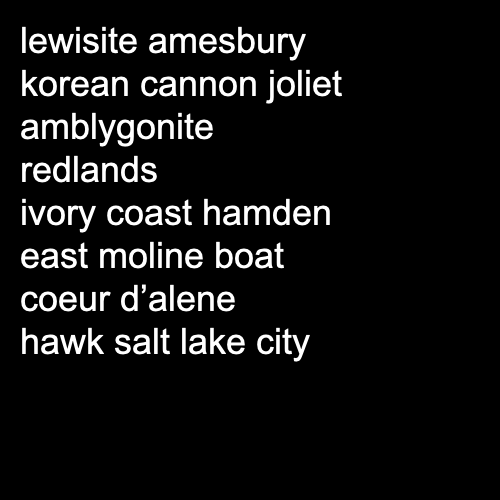 lewisite amesbury
korean cannon joliet
amblygonite
redlands
ivory coast hamden
east moline boat
coeur d’alene
hawk salt lake city